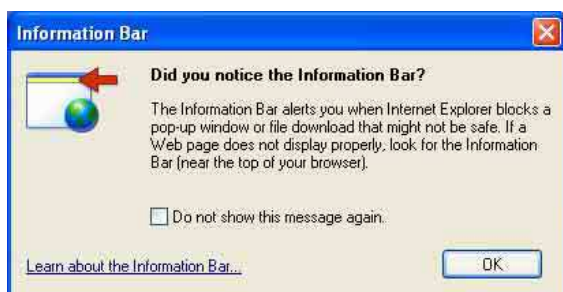 Information Bar
Did you notice the Information Bar?
The Information Bar alerts you when Internet Explorer blocks a
pop-up window or file download that might not be safe. If a
Web page does not display properly, look for the Information
Bar (near the top of your browser).
Do not show this message again.
Learn about the Information Bar...
OK